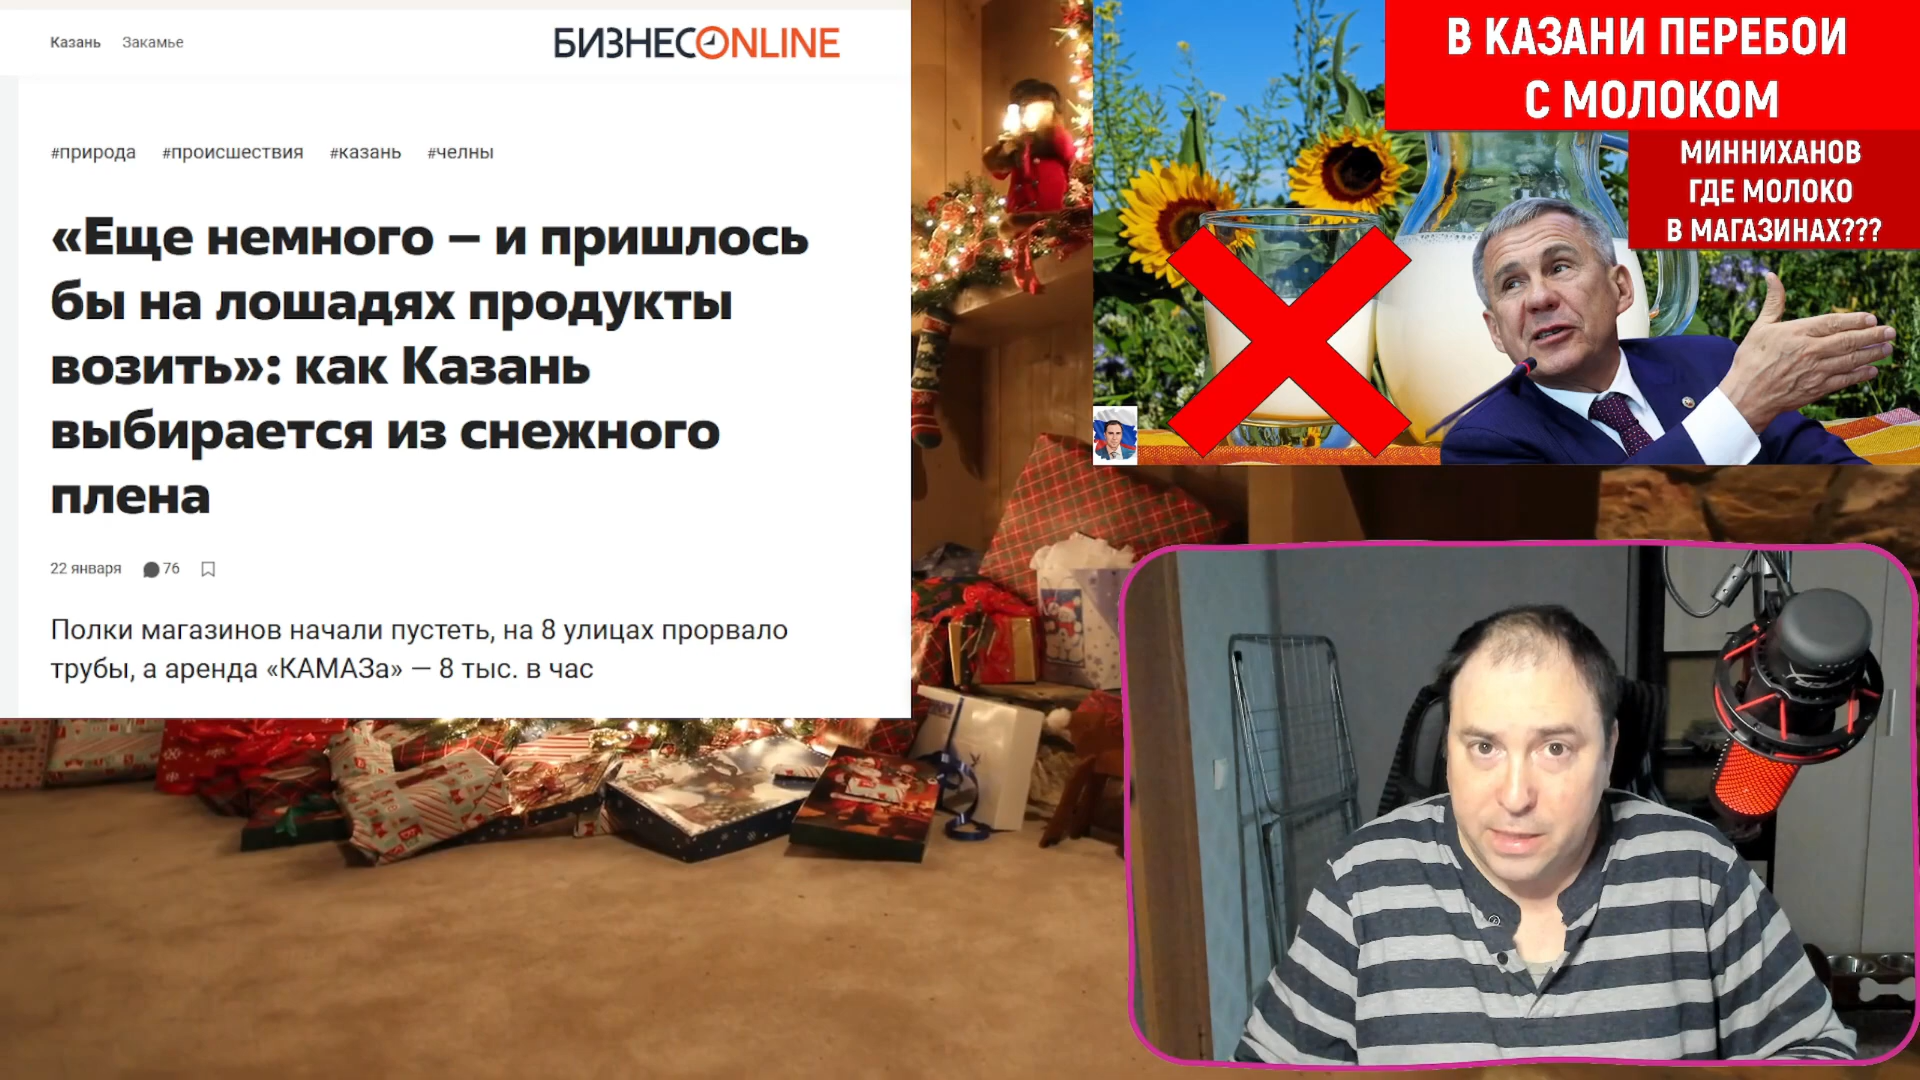 Казань Закамье
БИЗНЕСONLINE
#природа #происшествия #казань #челны
«Еще немного – и пришлось
бы на лошадях продукты
возить»: как Казань
выбирается из снежного
плена
22 января 76
Полки магазинов начали пустеть, на 8 улицах прорвало
трубы, а аренда «КАМАЗа» — 8 тыс. в час
В КАЗАНИ ПЕРЕБОИ
С МОЛОКОМ
МИННИХАНОВ
ГДЕ МОЛОКО
В МАГАЗИНАХ???